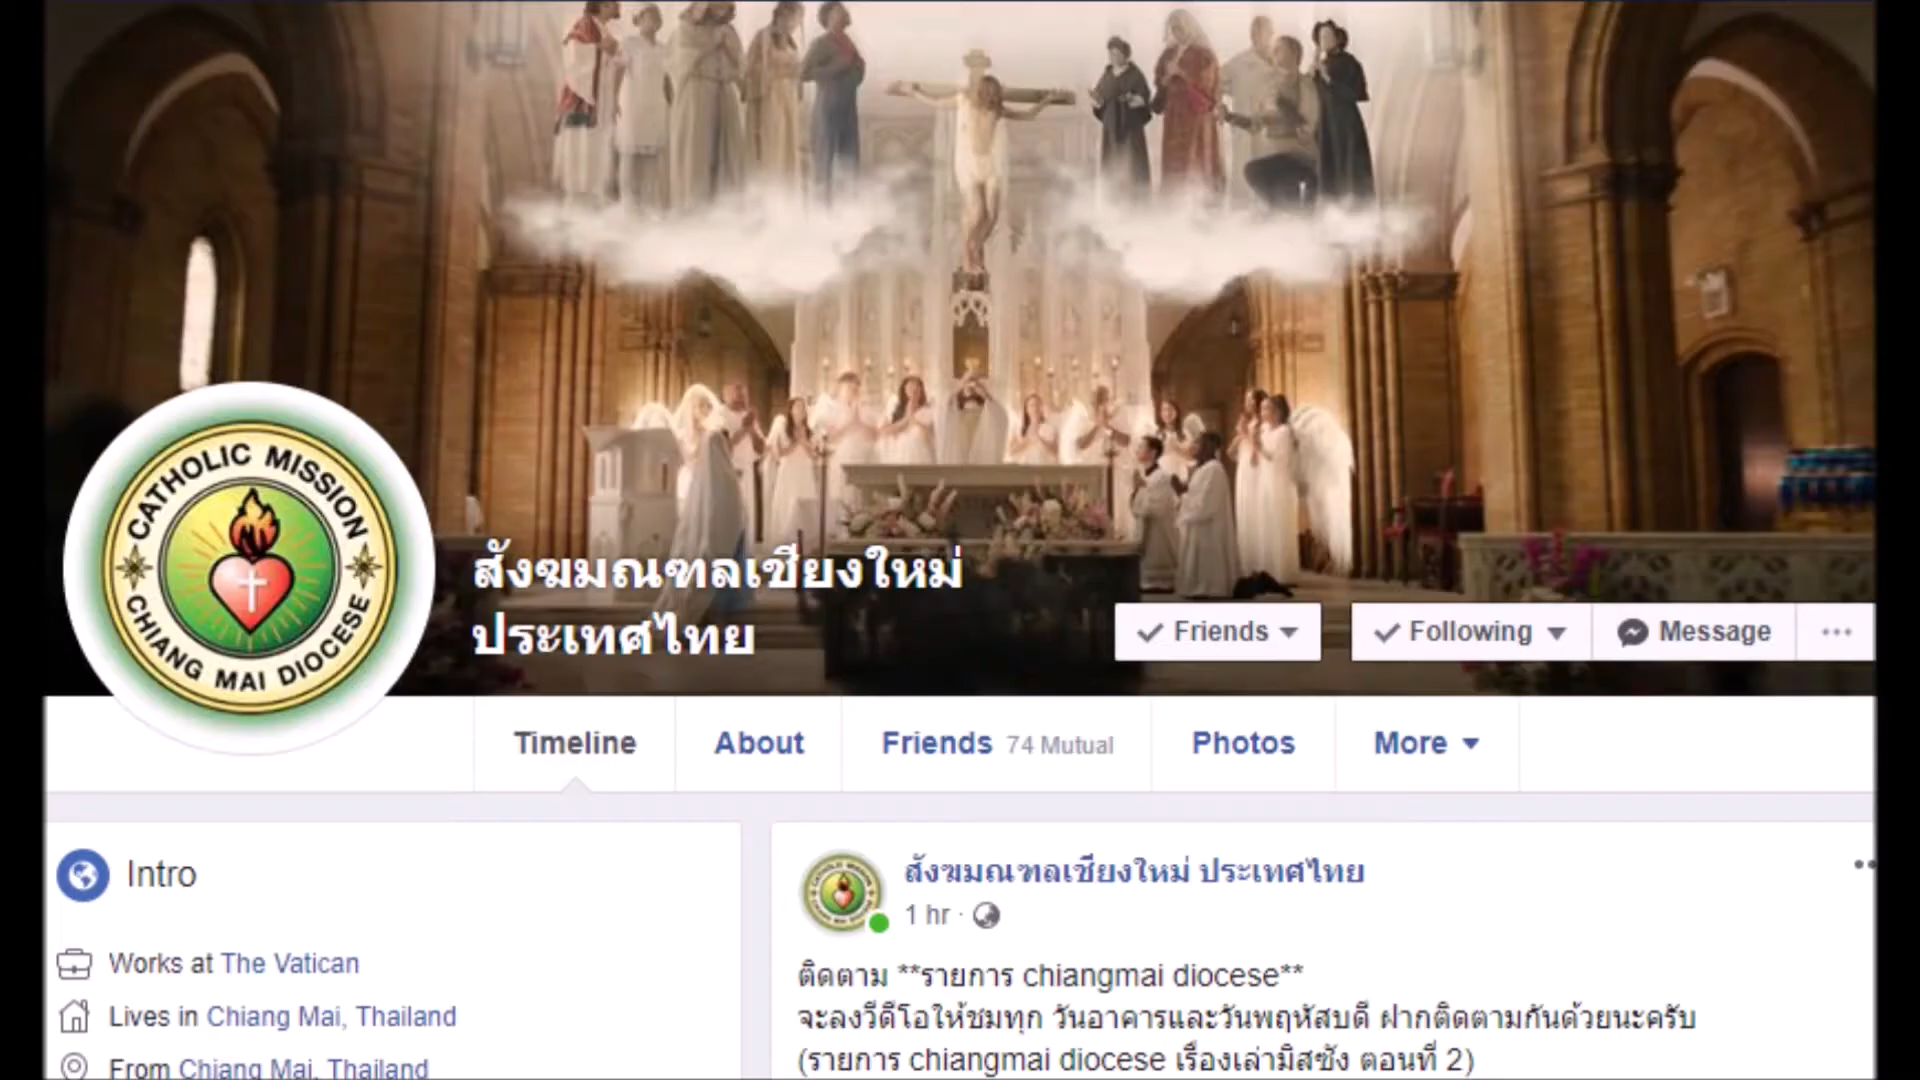 CATHOLIC MISSION
CHIANG MAI DIOCESE
สังฆมณฑลเชียงใหม่
ประเทศไทย
Friends
Following
Message
Timeline
About
Friends 74 Mutual
Photos
More
Intro
Works at The Vatican
Lives in Chiang Mai, Thailand
From Chiang Mai, Thailand
สังฆมณฑลเชียงใหม่ ประเทศไทย
1 hr ·
ติดตาม **รายการ chiangmai diocese**
จะลงวีดีโอให้ชมทุก วันอาคารและวันพฤหัสบดี ฝากติดตามกันด้วยนะครับ
(รายการ chiangmai diocese เรื่องเล่ามิสซัง ตอนที่ 2)